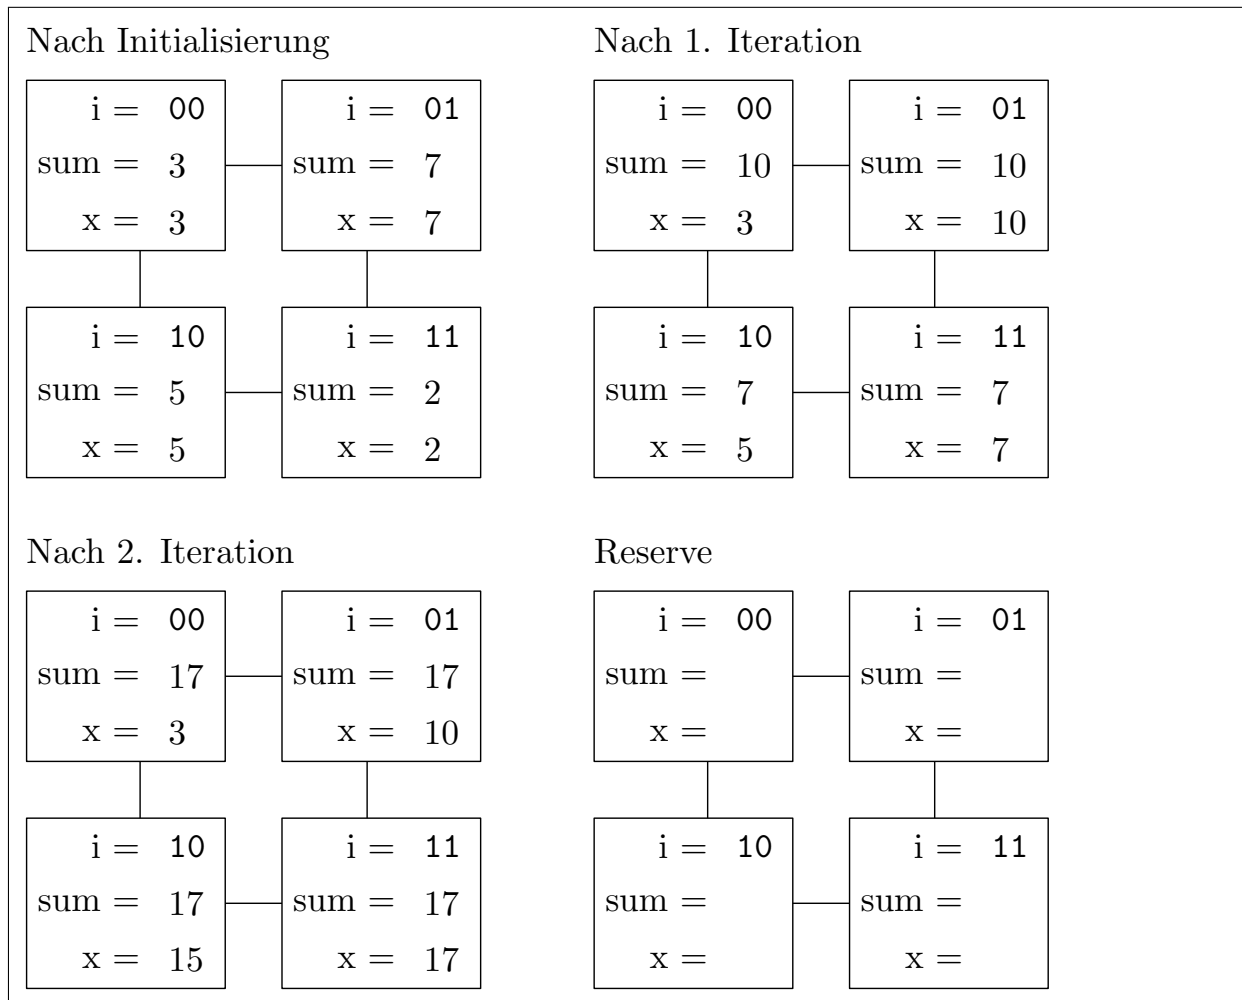 Nach Initialisierung
i = 00
sum = 3
x = 3
i = 01
sum = 7
x = 7
i = 10
sum = 5
x = 5
i = 11
sum = 2
x = 2
Nach 1. Iteration
i = 00
sum = 10
x = 3
i = 01
sum = 10
x = 10
i = 10
sum = 7
x = 5
i = 11
sum = 7
x = 7
Nach 2. Iteration
i = 00
sum = 17
x = 3
i = 01
sum = 17
x = 10
i = 10
sum = 17
x = 15
i = 11
sum = 17
x = 17
Reserve
i = 00
sum =
x =
i = 01
sum =
x =
i = 10
sum =
x =
i = 11
sum =
x =